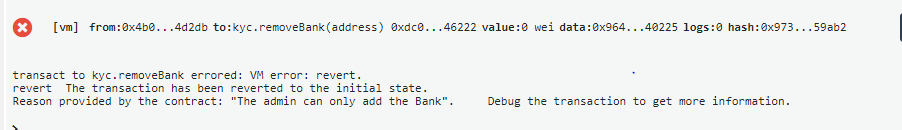 [vm] from:0x4b0...4d2db to:kyc.removeBank(address) 0xdc0...46222 value:0 wei data:0x964...40225 logs:0 hash:0x973...59ab2
transact to kyc.removeBank errored: VM error: revert.
revert The transaction has been reverted to the initial state.
Reason provided by the contract: "The admin can only add the Bank". Debug the transaction to get more information.